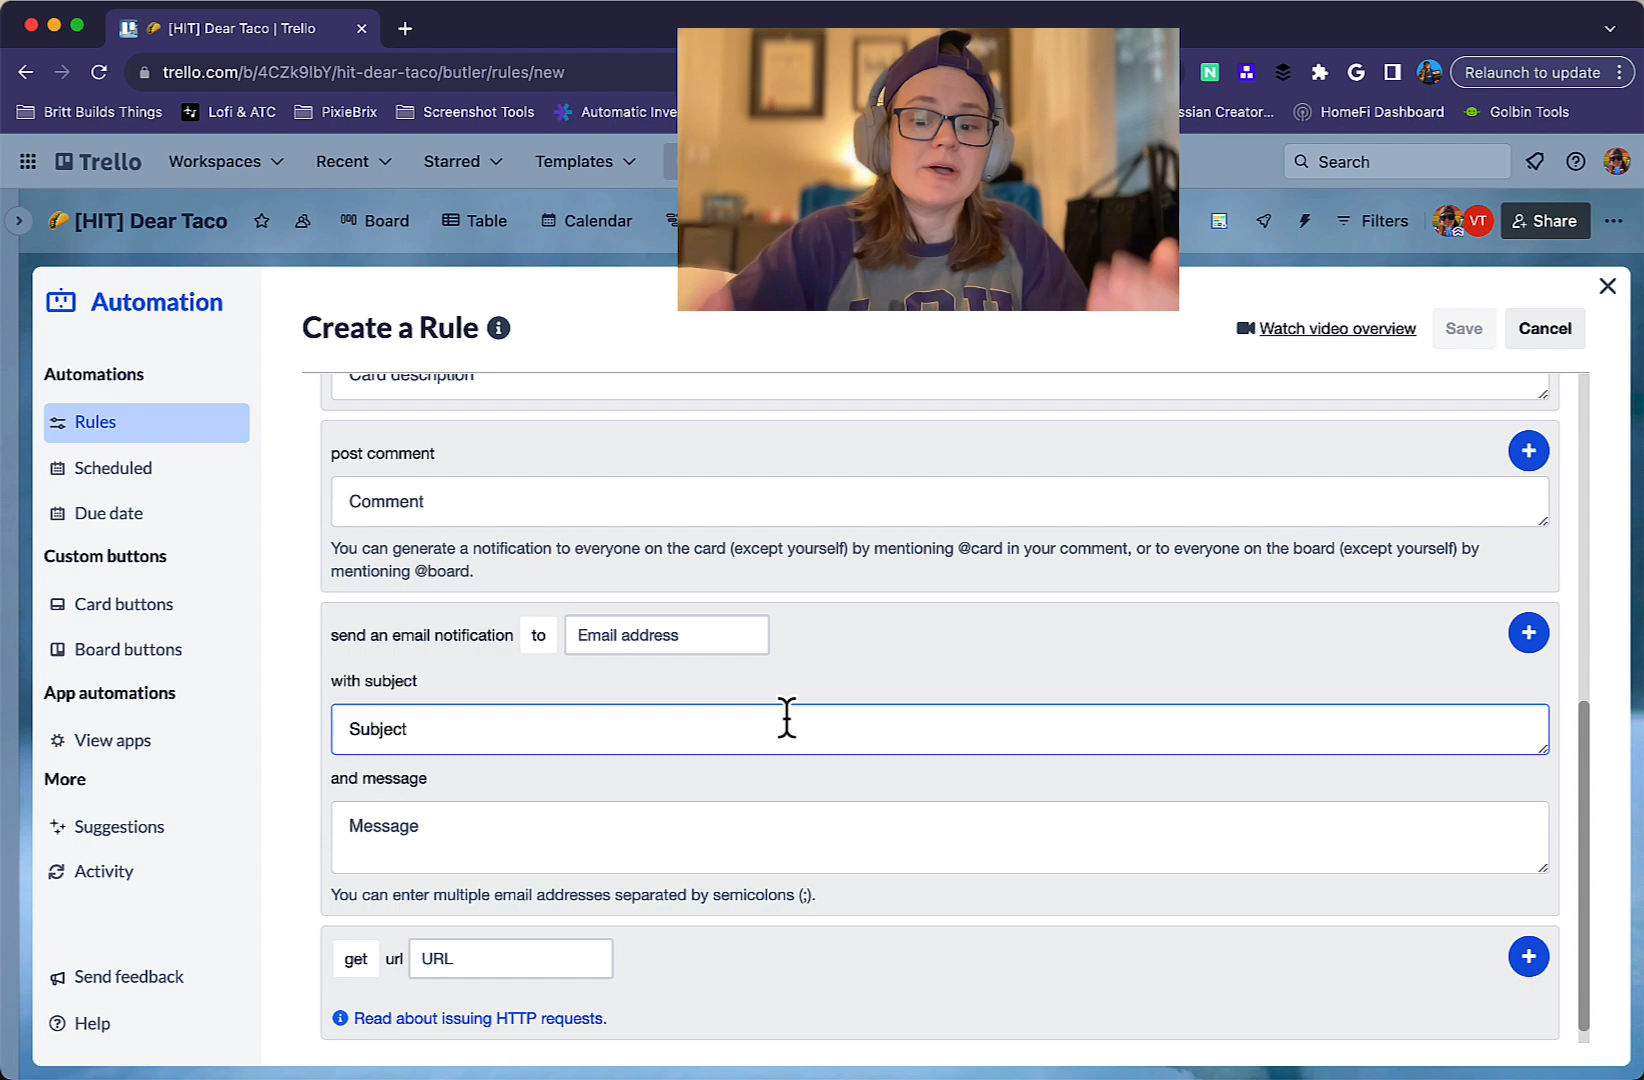 [HIT] Dear Taco | Trello
trello.com/b/4CZk9IbY/hit-dear-taco/butler/rules/new
Relaunch to update
Britt Builds Things
Lofi & ATC
PixieBrix
Screenshot Tools
Automatic Inve
ssian Creator...
HomeFi Dashboard
Golbin Tools
Trello
Workspaces
Recent
Starred
Templates
Search
[HIT] Dear Taco
Board
Table
Calendar
Filters
VT
Share
Automation
Automations
Rules
Scheduled
Due date
Custom buttons
Card buttons
Board buttons
App automations
View apps
More
Suggestions
Activity
Send feedback
Help
Create a Rule
Watch video overview
Save
Cancel
Card description
post comment
Comment
You can generate a notification to everyone on the card (except yourself) by mentioning @card in your comment, or to everyone on the board (except yourself) by
mentioning @board.
send an email notification to Email address
with subject
Subject
and message
Message
You can enter multiple email addresses separated by semicolons (;).
get url URL
Read about issuing HTTP requests.